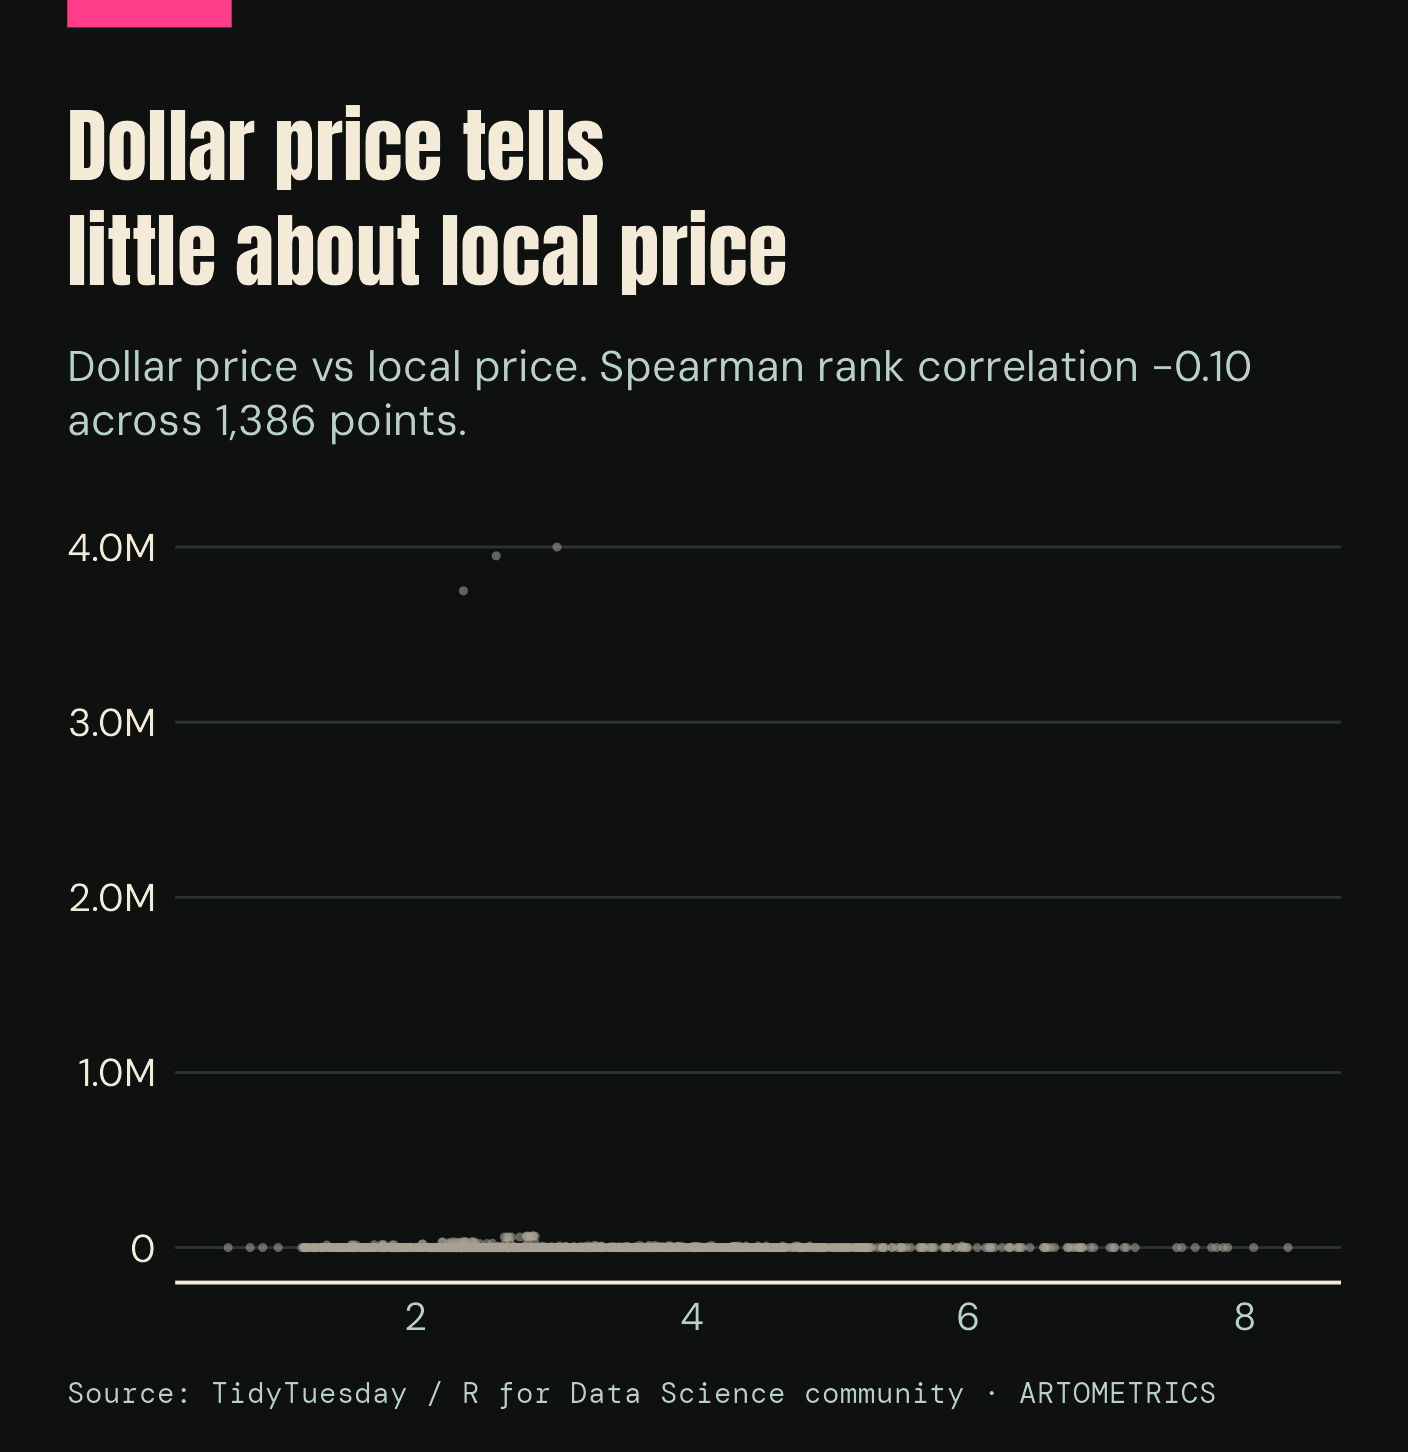 Dollar price tells
little about local price
Dollar price vs local price. Spearman rank correlation −0.10
across 1,386 points.
4.0M
3.0M
2.0M
1.0M
0
2 4 6 8
Source: TidyTuesday / R for Data Science community · ARTOMETRICS